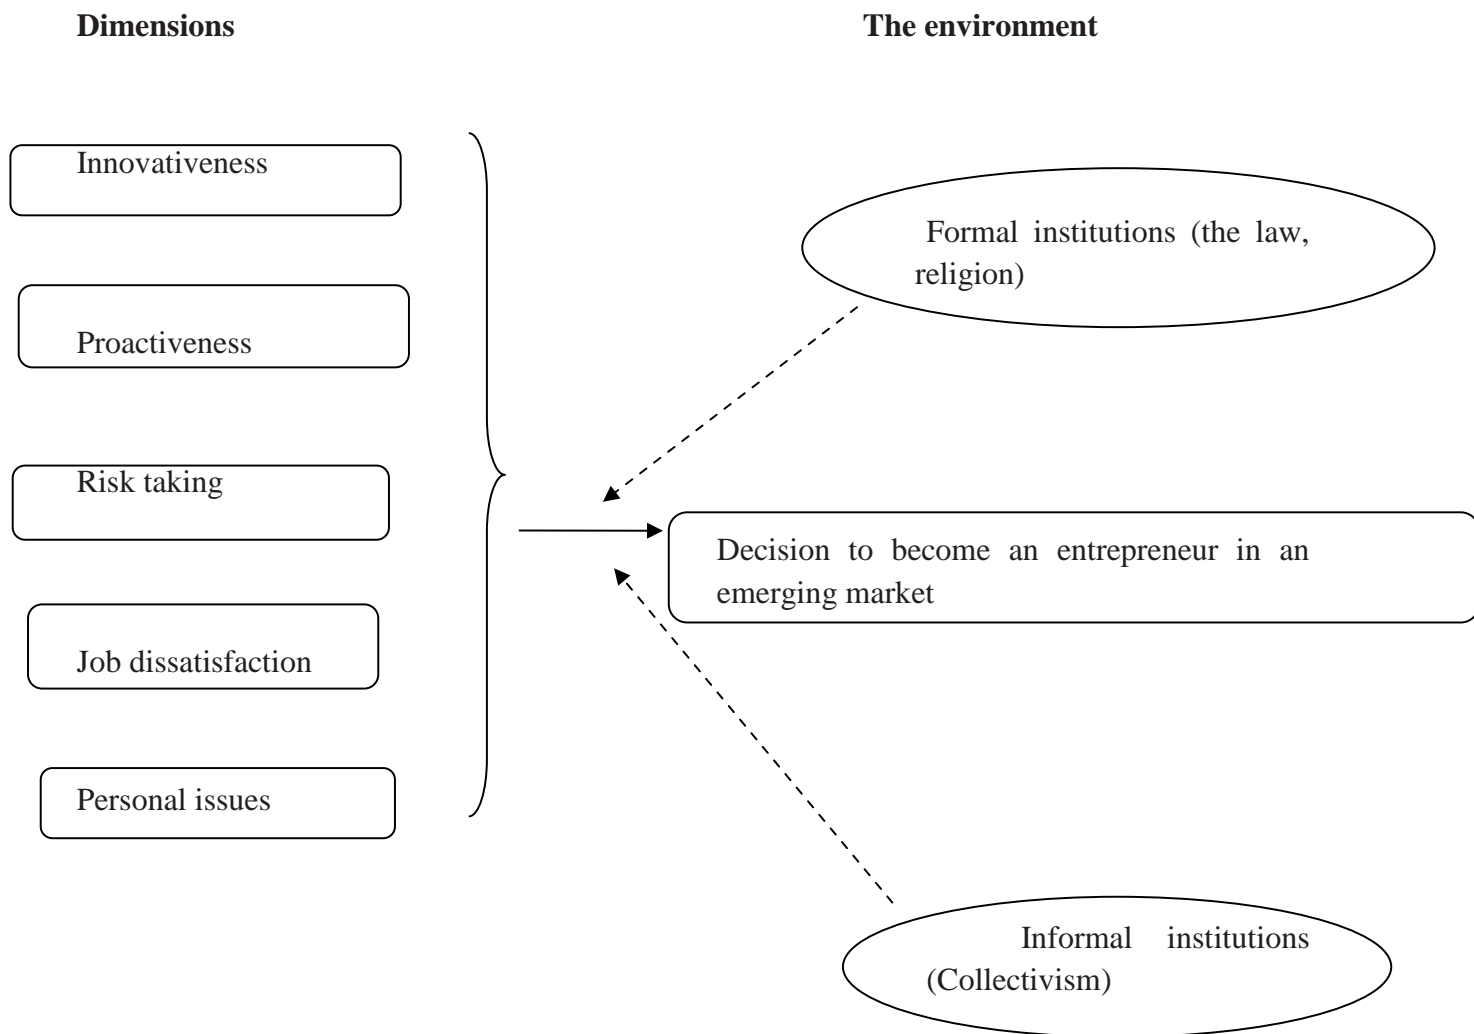 Dimensions
The environment
Innovativeness
Proactiveness
Risk taking
Job dissatisfaction
Personal issues
Formal institutions (the law,
religion)
Decision to become an entrepreneur in an
emerging market
Informal institutions
(Collectivism)